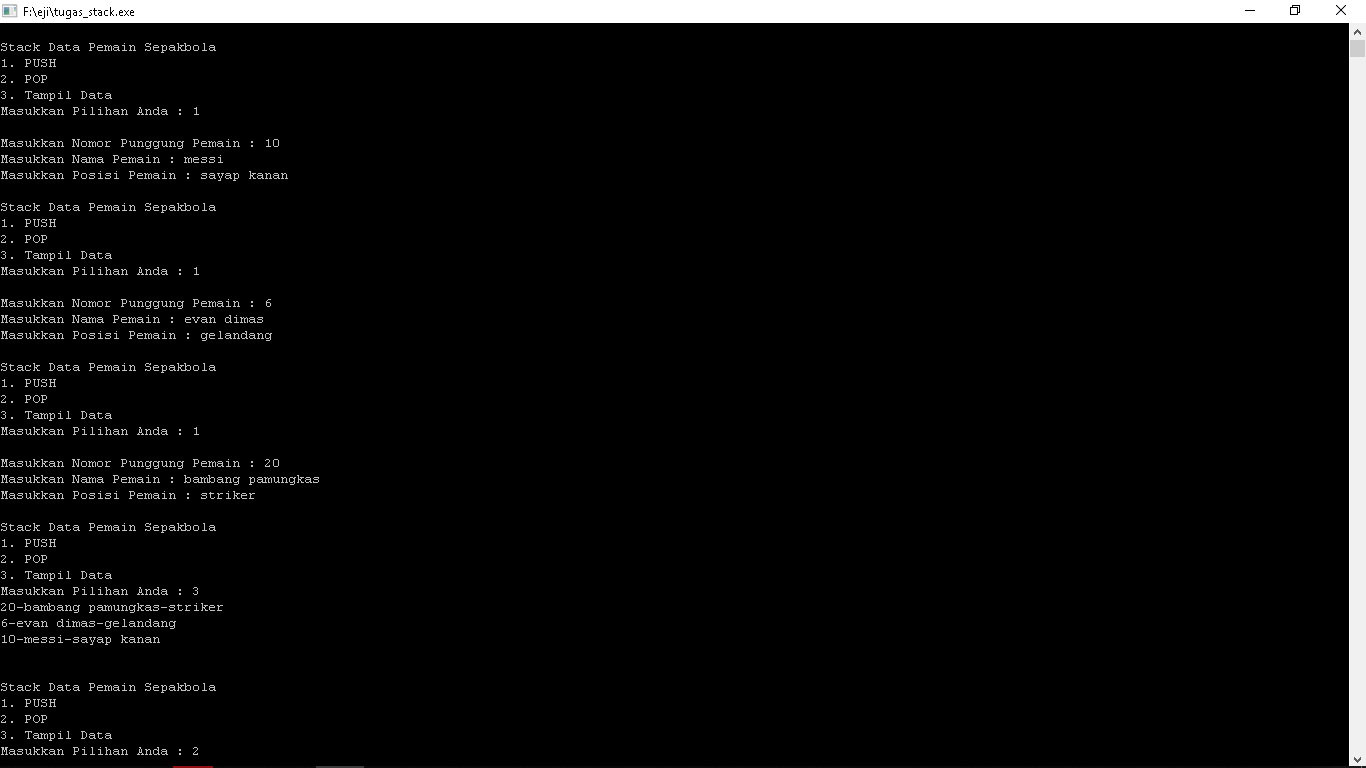 F:\eji\tugas_stack.exe
Stack Data Pemain Sepakbola
1. PUSH
2. POP
3. Tampil Data
Masukkan Pilihan Anda : 1
Masukkan Nomor Punggung Pemain : 10
Masukkan Nama Pemain : messi
Masukkan Posisi Pemain : sayap kanan
Stack Data Pemain Sepakbola
1. PUSH
2. POP
3. Tampil Data
Masukkan Pilihan Anda : 1
Masukkan Nomor Punggung Pemain : 6
Masukkan Nama Pemain : evan dimas
Masukkan Posisi Pemain : gelandang
Stack Data Pemain Sepakbola
1. PUSH
2. POP
3. Tampil Data
Masukkan Pilihan Anda : 1
Masukkan Nomor Punggung Pemain : 20
Masukkan Nama Pemain : bambang pamungkas
Masukkan Posisi Pemain : striker
Stack Data Pemain Sepakbola
1. PUSH
2. POP
3. Tampil Data
Masukkan Pilihan Anda : 3
20-bambang pamungkas-striker
6-evan dimas-gelandang
10-messi-sayap kanan
Stack Data Pemain Sepakbola
1. PUSH
2. POP
3. Tampil Data
Masukkan Pilihan Anda : 2